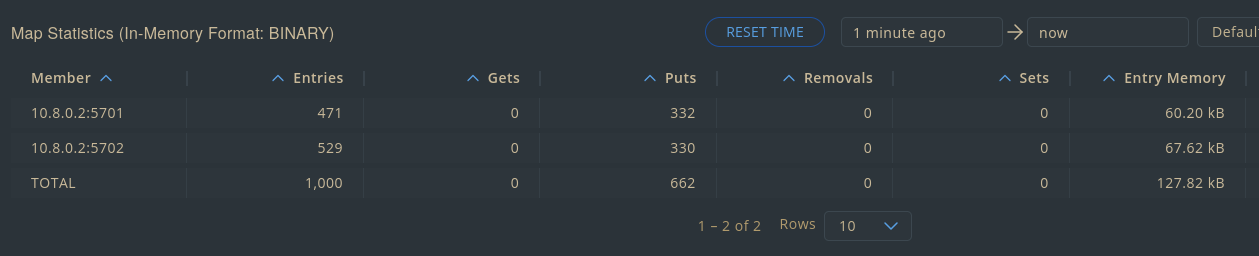 Map Statistics (In-Memory Format: BINARY) RESET TIME 1 minute ago now
Member Entries Gets Puts Removals Sets Entry Memory
10.8.0.2:5701 471 0 332 0 0 60.20 kB
10.8.0.2:5702 529 0 330 0 0 67.62 kB
TOTAL 1,000 0 662 0 0 127.82 kB
1 – 2 of 2 Rows 10